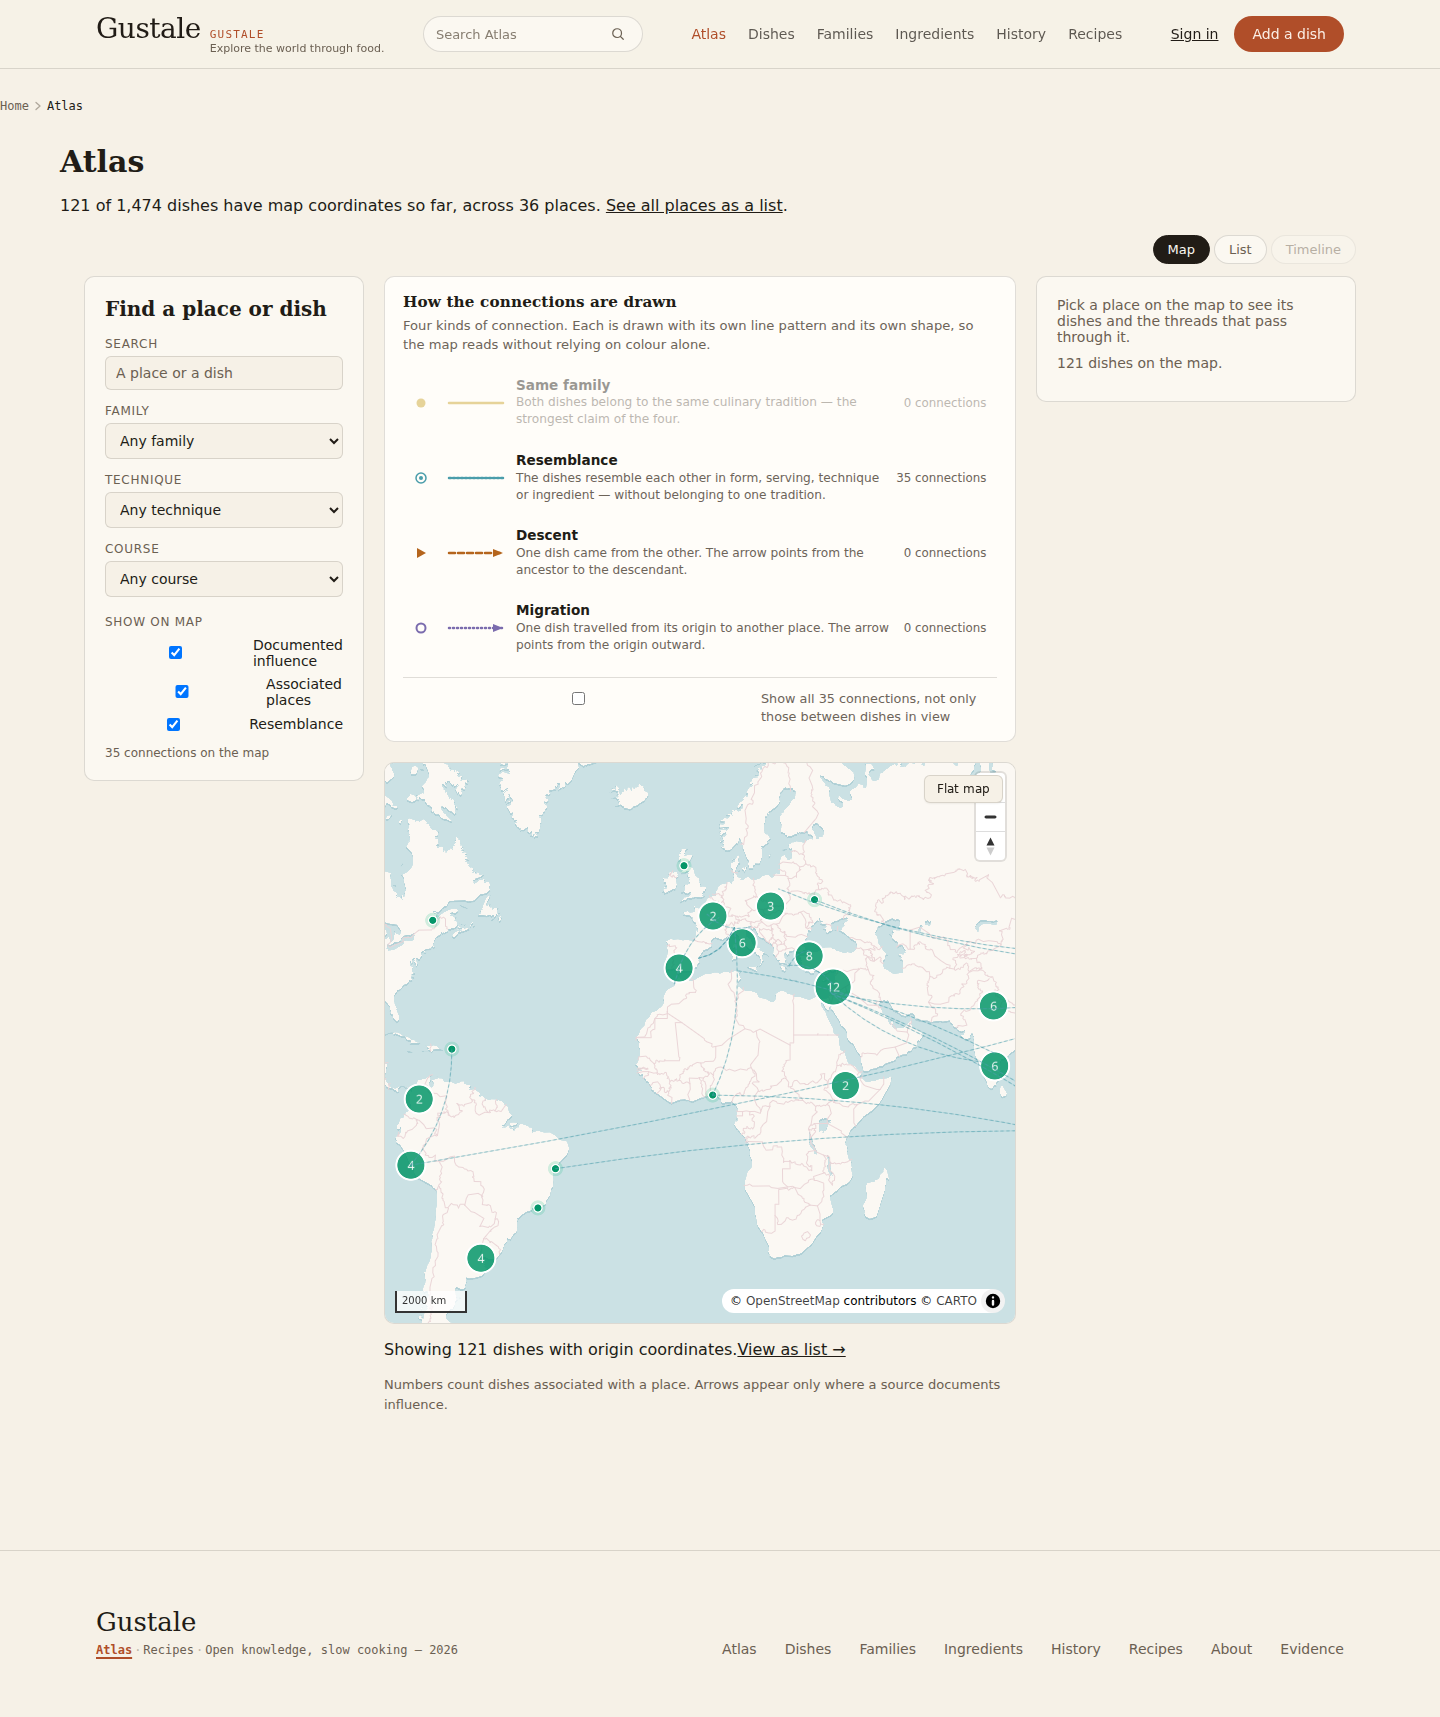 Gustale
GUSTALE
Explore the world through food.
Search Atlas
Atlas
Dishes
Families
Ingredients
History
Recipes
Sign in
Add a dish
Home > Atlas
Atlas
121 of 1,474 dishes have map coordinates so far, across 36 places. See all places as a list.
Map
List
Timeline
Find a place or dish
SEARCH
A place or a dish
FAMILY
Any family
TECHNIQUE
Any technique
COURSE
Any course
SHOW ON MAP
Documented
influence
Associated
places
Resemblance
35 connections on the map
How the connections are drawn
Four kinds of connection. Each is drawn with its own line pattern and its own shape, so
the map reads without relying on colour alone.
Same family
Both dishes belong to the same culinary tradition — the
strongest claim of the four.
0 connections
Resemblance
The dishes resemble each other in form, serving, technique
or ingredient — without belonging to one tradition.
35 connections
Descent
One dish came from the other. The arrow points from the
ancestor to the descendant.
0 connections
Migration
One dish travelled from its origin to another place. The arrow
points from the origin outward.
0 connections
Show all 35 connections, not only
those between dishes in view
Pick a place on the map to see its
dishes and the threads that pass
through it.
121 dishes on the map.
Flat map
2
3
6
8
4
12
6
6
2
2
4
4
2000 km
© OpenStreetMap contributors © CARTO
Showing 121 dishes with origin coordinates.View as list →
Numbers count dishes associated with a place. Arrows appear only where a source documents
influence.
Gustale
Atlas · Recipes · Open knowledge, slow cooking — 2026
Atlas
Dishes
Families
Ingredients
History
Recipes
About
Evidence